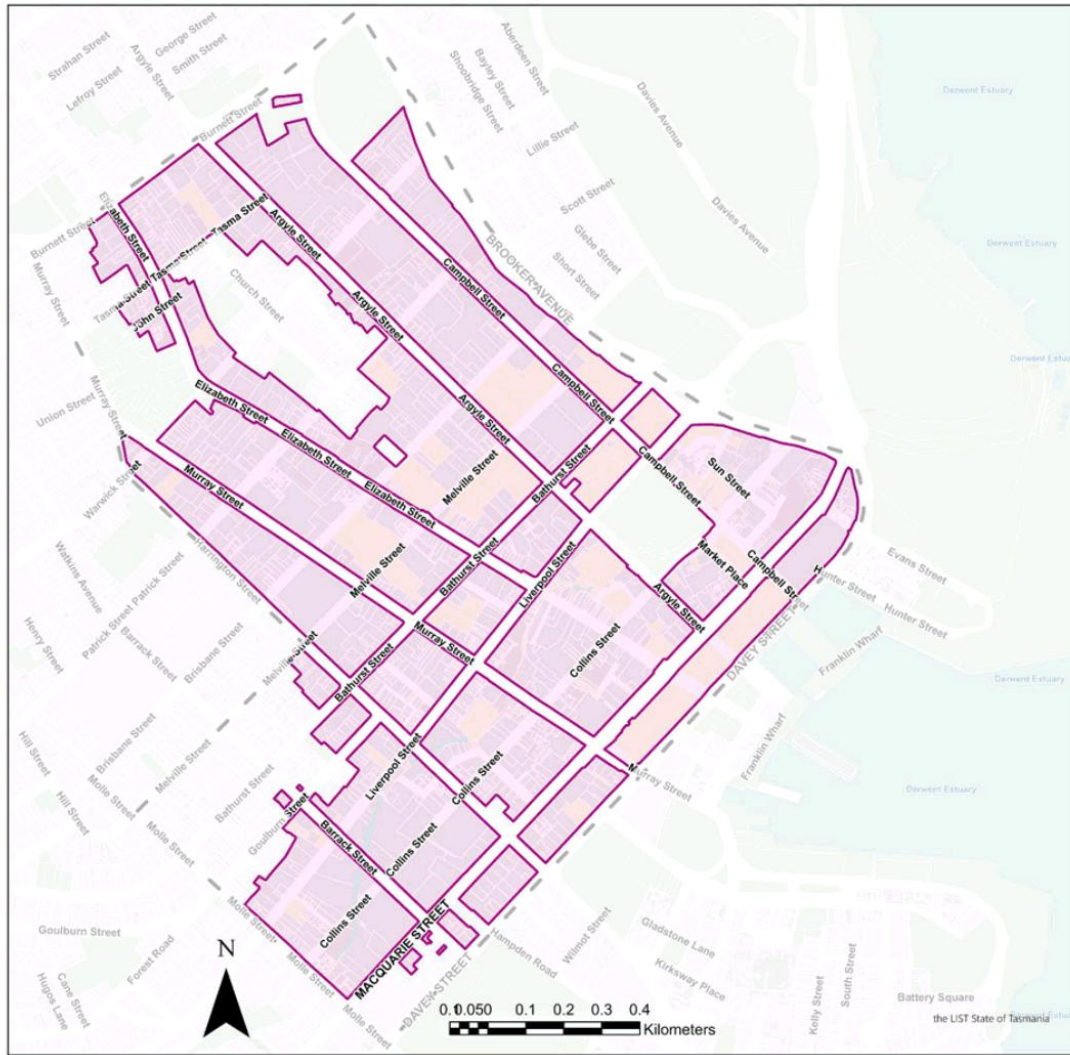 George Street
Strahan Street
Argyle Street
Smith Street
Lefroy Street
Aberdeen Street
Bayley Street
Shoobridge Street
Davies Avenue
Derwent Estuary
Burnett Street
Lillie Street
Scott Street
Davies Avenue
Elizabeth Street
Tasma Street
Argyle Street
Glebe Street
Burnett Street
Tasma Street
BROOKER AVENUE
Derwent Estuary
Murray Street
Short Street
Church Street
Campbell Street
Tasma Street
John Street
Argyle Street
Derwent Estuary
Murray Street
Union Street
Elizabeth Street
Campbell Street
Argyle Street
Elizabeth Street
Murray Street
Bathurst Street
Melville Street
Campbell Street
Sun Street
Warwick Street
Elizabeth Street
Harrington Street
Watkins Avenue
Melville Street
Bathurst Street
Liverpool Street
Market Place
Campbell Street
Evans Street
Patrick Street
Patrick Street
Argyle Street
Hunter Street
Hunter Street
Henry Street
Barrack Street
Brisbane Street
Murray Street
Collins Street
DAVEY STREET
Franklin Wharf
Bathurst Street
Derwent Estuary
Hill Street
Brisbane Street
Melville Street
Liverpool Street
Collins Street
Murray Street
Franklin Wharf
Molle Street
Bathurst Street
Derwent Estuary
Hill Street
Molle Street
Goulburn Street
Barrack Street
Collins Street
Goulburn Street
Molle Street
Collins Street
MACQUARIE STREET
Hampden Road
Wilmot Street
Gladstone Lane
Forest Road
Molle Street
Kirksway Place
Kelly Street
South Street
Cane Street
Hugos Lane
N
DAVEY STREET
Battery Square
Molle Street
0.1 0.050 0.1 0.2 0.3 0.4
Kilometers
the LIST State of Tasmania